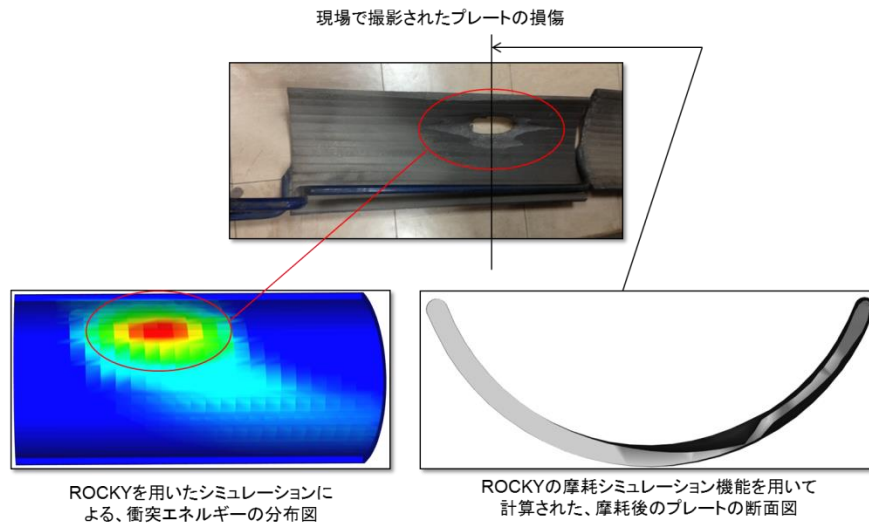 現場で撮影されたプレートの損傷
ROCKYを用いたシミュレーションに
よる、衝突エネルギーの分布図
ROCKYの摩耗シミュレーション機能を用いて
計算された、摩耗後のプレートの断面図